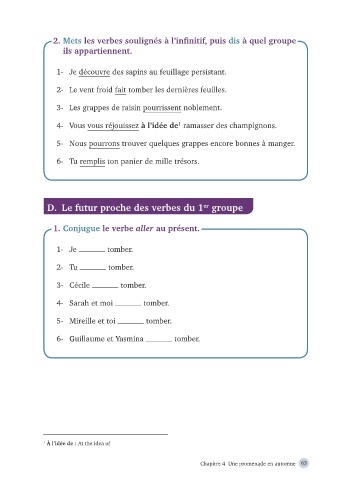 2. Mets les verbes soulignés à l'infinitif, puis dis à quel groupe
ils appartiennent.
1- Je découvre des sapins au feuillage persistant.
2- Le vent froid fait tomber les dernières feuilles.
3- Les grappes de raisin pourrissent noblement.
4- Vous vous réjouissez à l'idée de¹ ramasser des champignons.
5- Nous pourrons trouver quelques grappes encore bonnes à manger.
6- Tu remplis ton panier de mille trésors.
D. Le futur proche des verbes du 1er groupe
1. Conjugue le verbe aller au présent.
1- Je ______ tomber.
2- Tu ______ tomber.
3- Cécile ______ tomber.
4- Sarah et moi ______ tomber.
5- Mireille et toi ______ tomber.
6- Guillaume et Yasmina ______ tomber.
¹ À l'idée de : At the idea of
Chapitre 4 Une promenade en automne 63